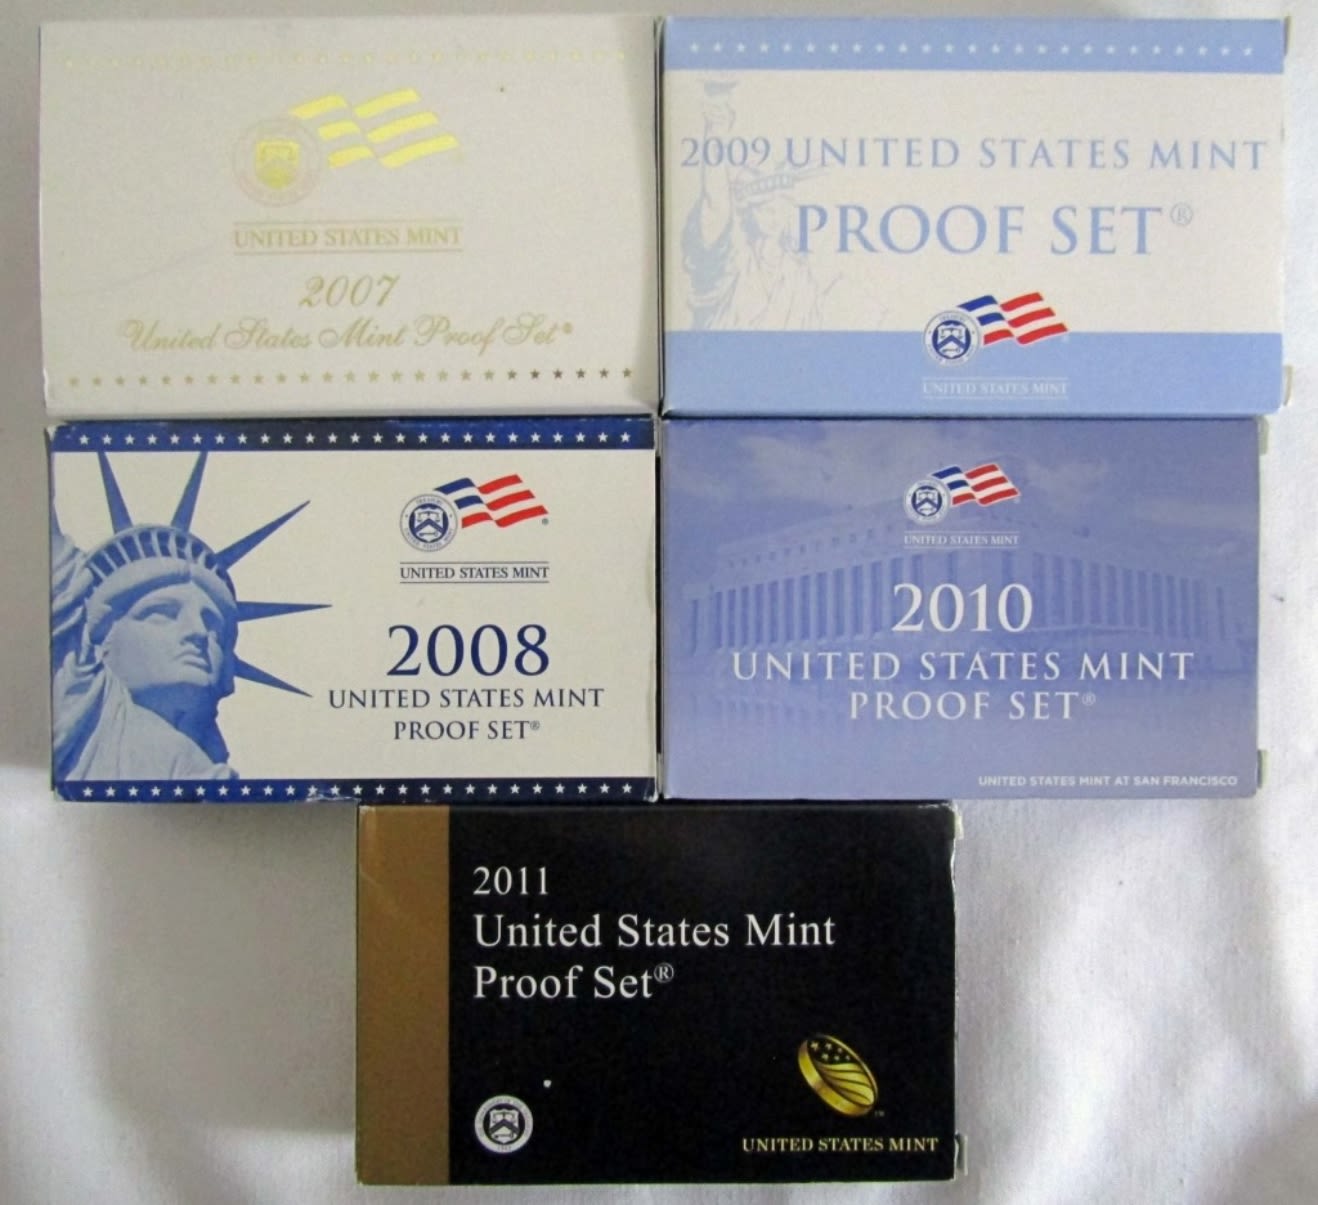 UNITED STATES MINT
2007
United States Mint Proof Set®
2009 UNITED STATES MINT
PROOF SET®
UNITED STATES MINT
UNITED STATES MINT
2008
UNITED STATES MINT
PROOF SET®
UNITED STATES MINT
2010
UNITED STATES MINT
PROOF SET®
UNITED STATES MINT AT SAN FRANCISCO
2011
United States Mint
Proof Set®
UNITED STATES MINT